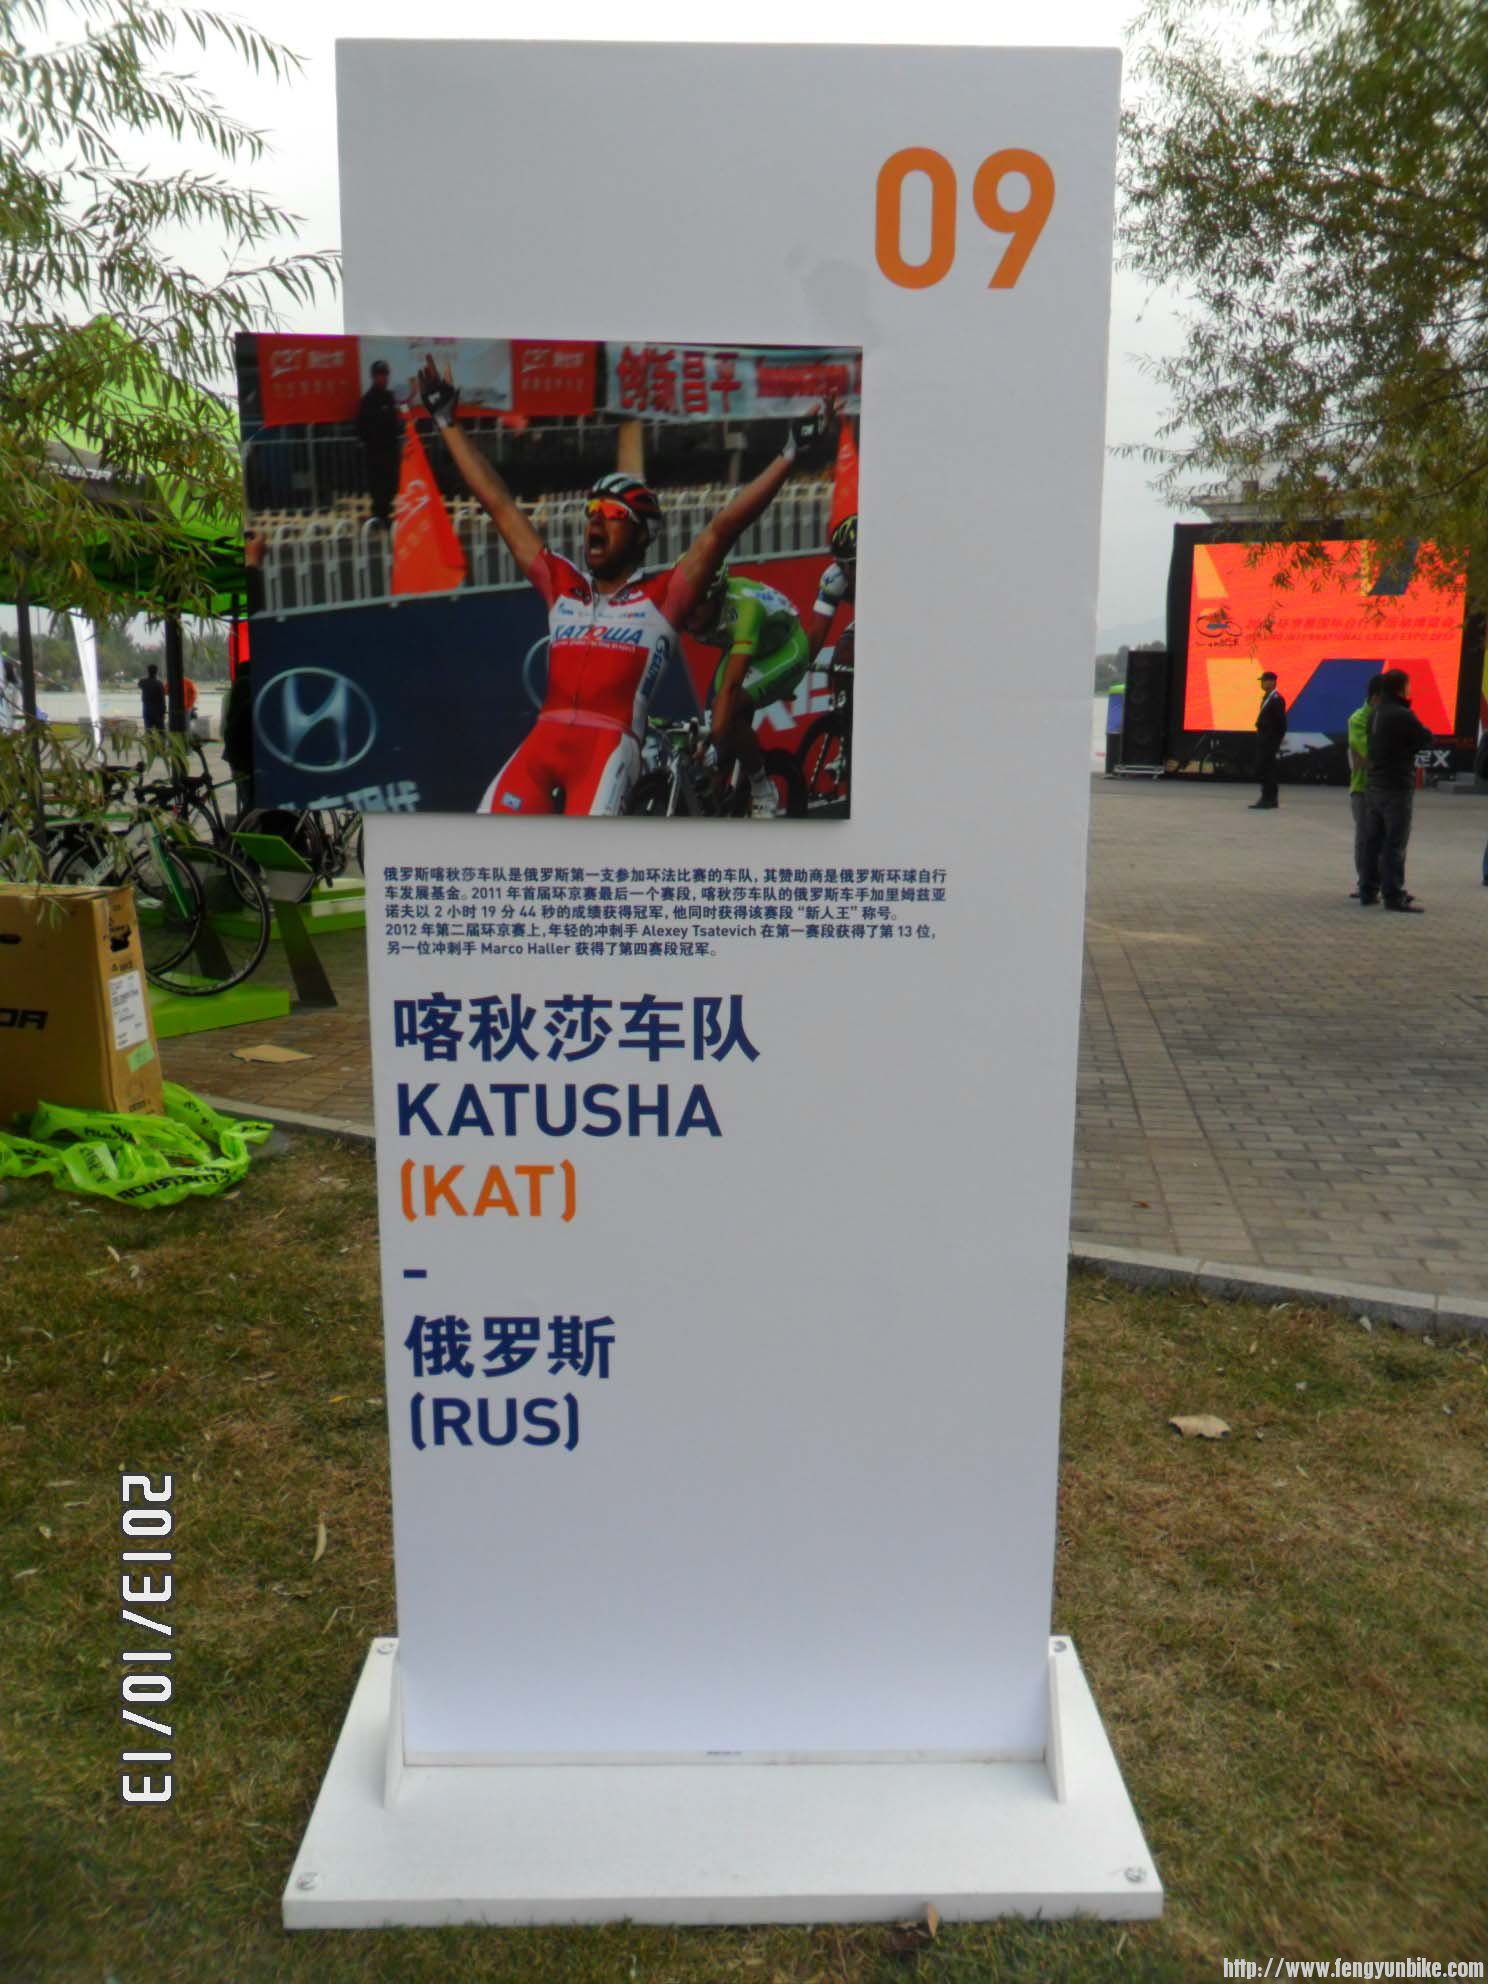 09
创新昌平
KATЮWA
俄罗斯喀秋莎车队是俄罗斯第一支参加环法比赛的车队，其赞助商是俄罗斯环球自行
车发展基金。2011 年首届环京赛最后一个赛段，喀秋莎车队的俄罗斯车手加里姆兹亚
诺夫以 2 小时 19 分 44 秒的成绩获得冠军，他同时获得该赛段 “新人王” 称号。
2012 年第二届环京赛上，年轻的冲刺手 Alexey Tsatevich 在第一赛段获得了第 13 位，
另一位冲刺手 Marco Haller 获得了第四赛段冠军。
喀秋莎车队
KATUSHA
(KAT)
-
俄罗斯
(RUS)
2013/10/13
http://www.fengyunbike.com